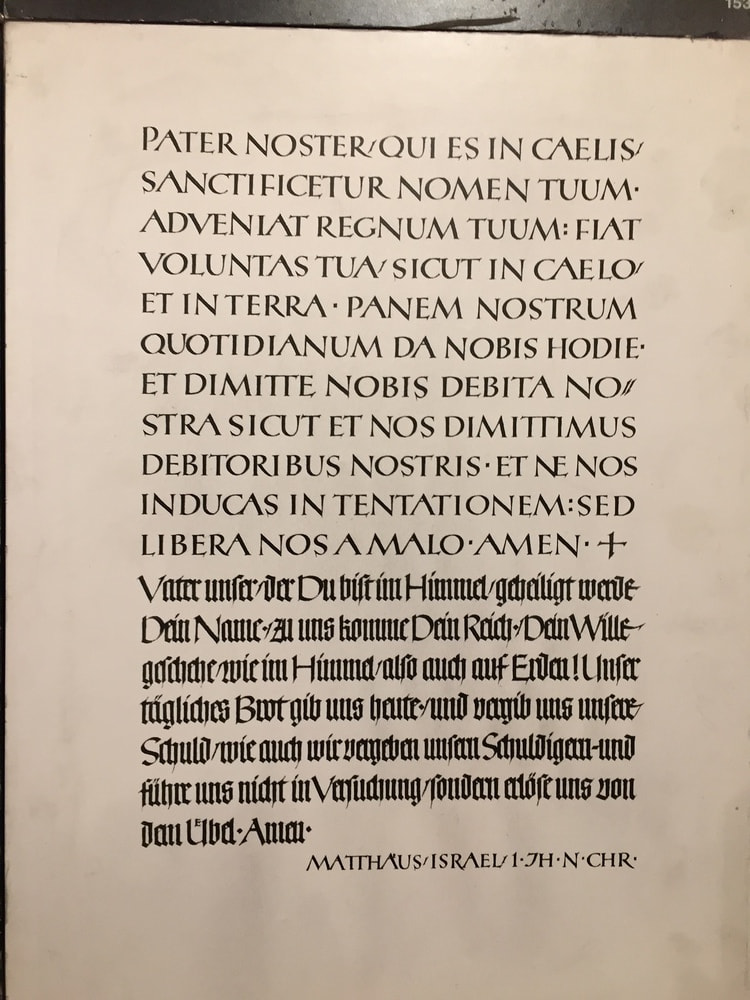 153
PATER NOSTER/QUI ES IN CAELIS/
SANCTIFICETUR NOMEN TUUM·
ADVENIAT REGNUM TUUM: FIAT
VOLUNTAS TUA/SICUT IN CAELO/
ET IN TERRA · PANEM NOSTRUM
QUOTIDIANUM DA NOBIS HODIE·
ET DIMITTE NOBIS DEBITA NO//
STRA SICUT ET NOS DIMITTIMUS
DEBITORIBUS NOSTRIS · ET NE NOS
INDUCAS IN TENTATIONEM: SED
LIBERA NOS A MALO · AMEN · +
Vater unser/der Du bist im Himmel/geheiligt werde
Dein Name·/zu uns komme Dein Reich·/Dein Wille
geschehe/wie im Himmel/also auch auf Erden! Unser
tägliches Brot gib uns heute·/und vergib uns unsere
Schuld/wie auch wir vergeben unsern Schuldigern-und
führe uns nicht in Versuchung/sondern erlöse uns von
dem Übel·Amen·
MATTHÄUS/ISRAEL/1·JH·N·CHR·